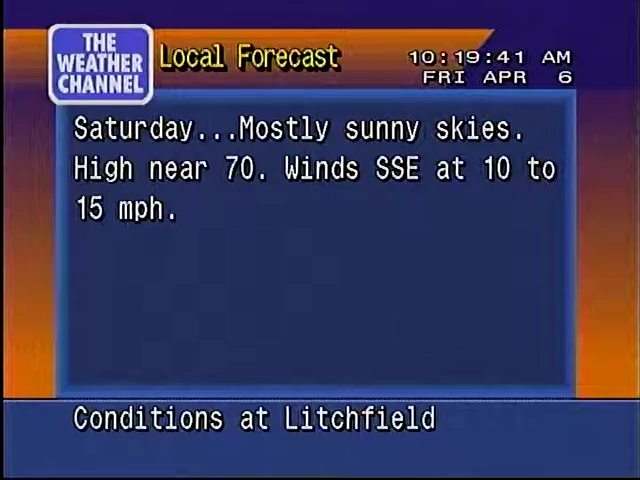 THE
WEATHER
CHANNEL
Local Forecast
10:19:41 AM
FRI APR 6
Saturday...Mostly sunny skies.
High near 70. Winds SSE at 10 to
15 mph.
Conditions at Litchfield